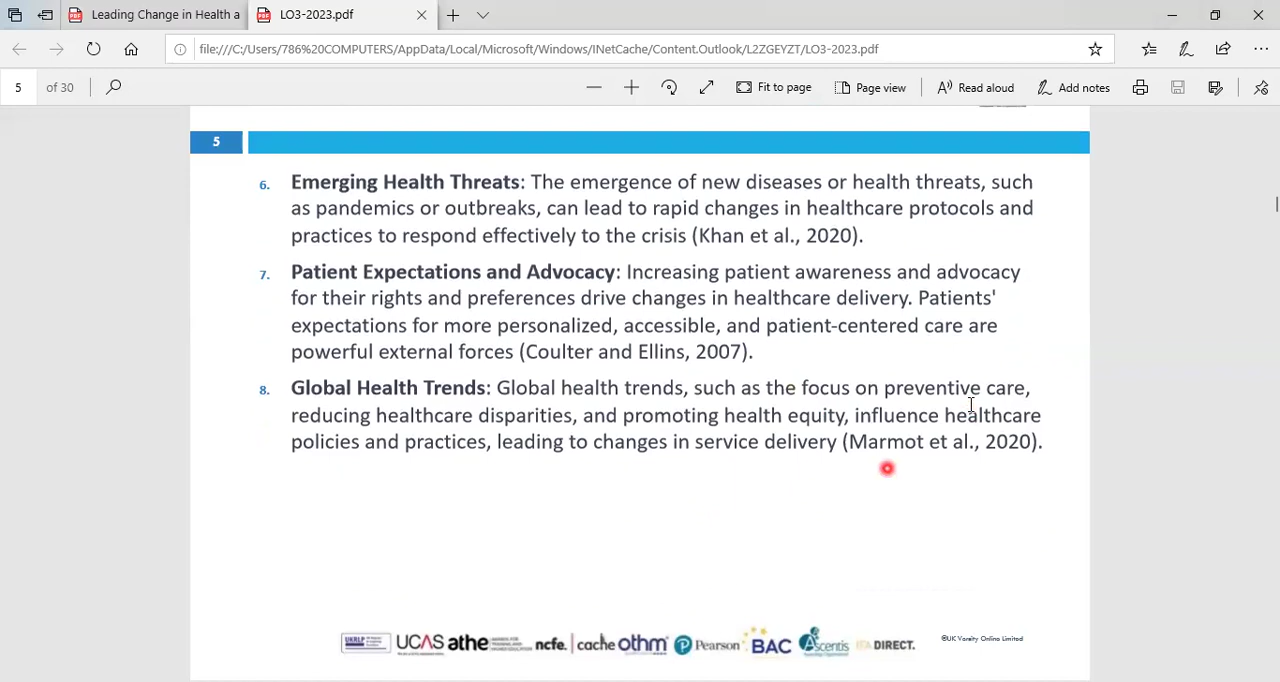 Leading Change in Health a
LO3-2023.pdf
file:///C:/Users/786%20COMPUTERS/AppData/Local/Microsoft/Windows/INetCache/Content.Outlook/L2ZGEYZT/LO3-2023.pdf
5 of 30
Fit to page
Page view
Read aloud
Add notes
5
6. Emerging Health Threats: The emergence of new diseases or health threats, such
as pandemics or outbreaks, can lead to rapid changes in healthcare protocols and
practices to respond effectively to the crisis (Khan et al., 2020).
7. Patient Expectations and Advocacy: Increasing patient awareness and advocacy
for their rights and preferences drive changes in healthcare delivery. Patients'
expectations for more personalized, accessible, and patient-centered care are
powerful external forces (Coulter and Ellins, 2007).
8. Global Health Trends: Global health trends, such as the focus on preventive care,
reducing healthcare disparities, and promoting health equity, influence healthcare
policies and practices, leading to changes in service delivery (Marmot et al., 2020).
UKRLP UCAS athe ncfe. cache othm Pearson BAC Ascentis DIRECT.
©UK Varsity Online Limited